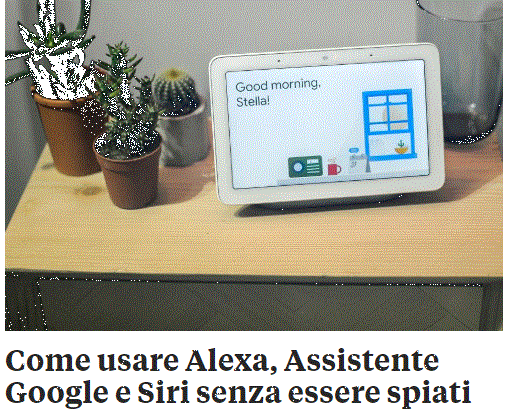 Good morning,
Stella!
Come usare Alexa, Assistente
Google e Siri senza essere spiati